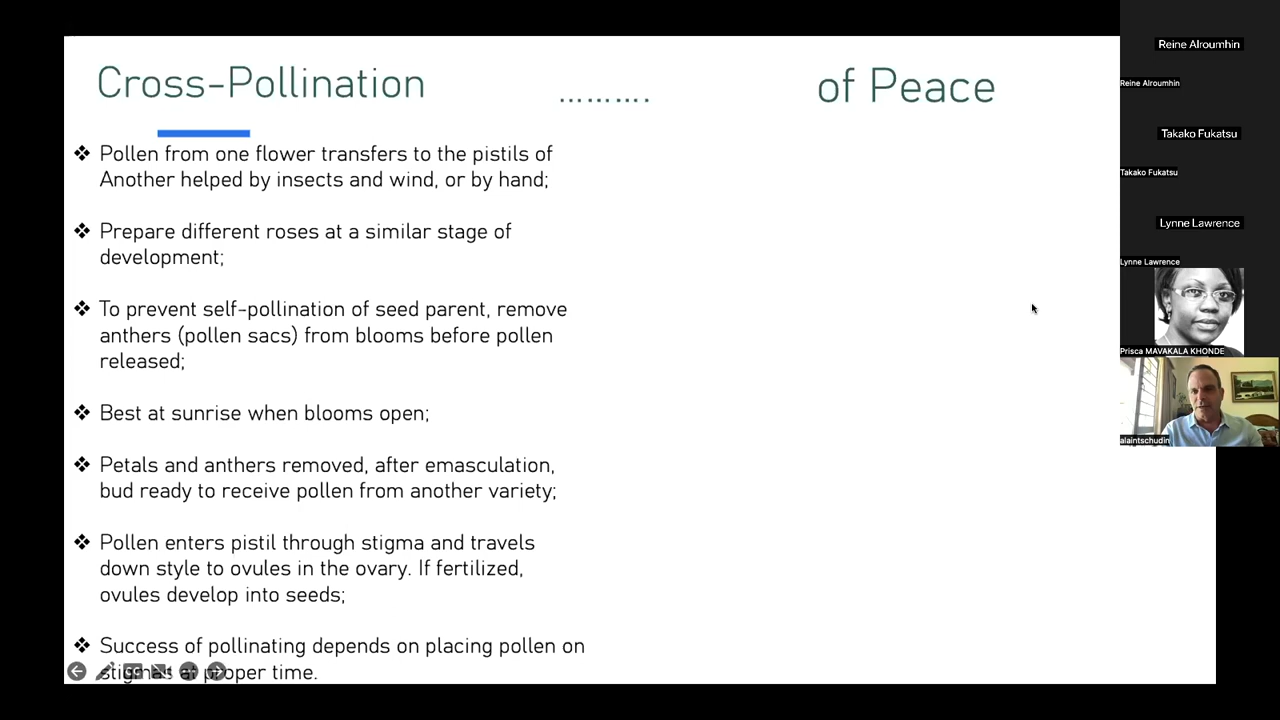 Cross-Pollination ………. of Peace
❖ Pollen from one flower transfers to the pistils of
Another helped by insects and wind, or by hand;
❖ Prepare different roses at a similar stage of
development;
❖ To prevent self-pollination of seed parent, remove
anthers (pollen sacs) from blooms before pollen
released;
❖ Best at sunrise when blooms open;
❖ Petals and anthers removed, after emasculation,
bud ready to receive pollen from another variety;
❖ Pollen enters pistil through stigma and travels
down style to ovules in the ovary. If fertilized,
ovules develop into seeds;
❖ Success of pollinating depends on placing pollen on
stigmas at proper time.
Reine Alroumhin
Reine Alroumhin
Takako Fukatsu
Takako Fukatsu
Lynne Lawrence
Lynne Lawrence
Prisca MAVAKALA KHONDE
alaintschudin